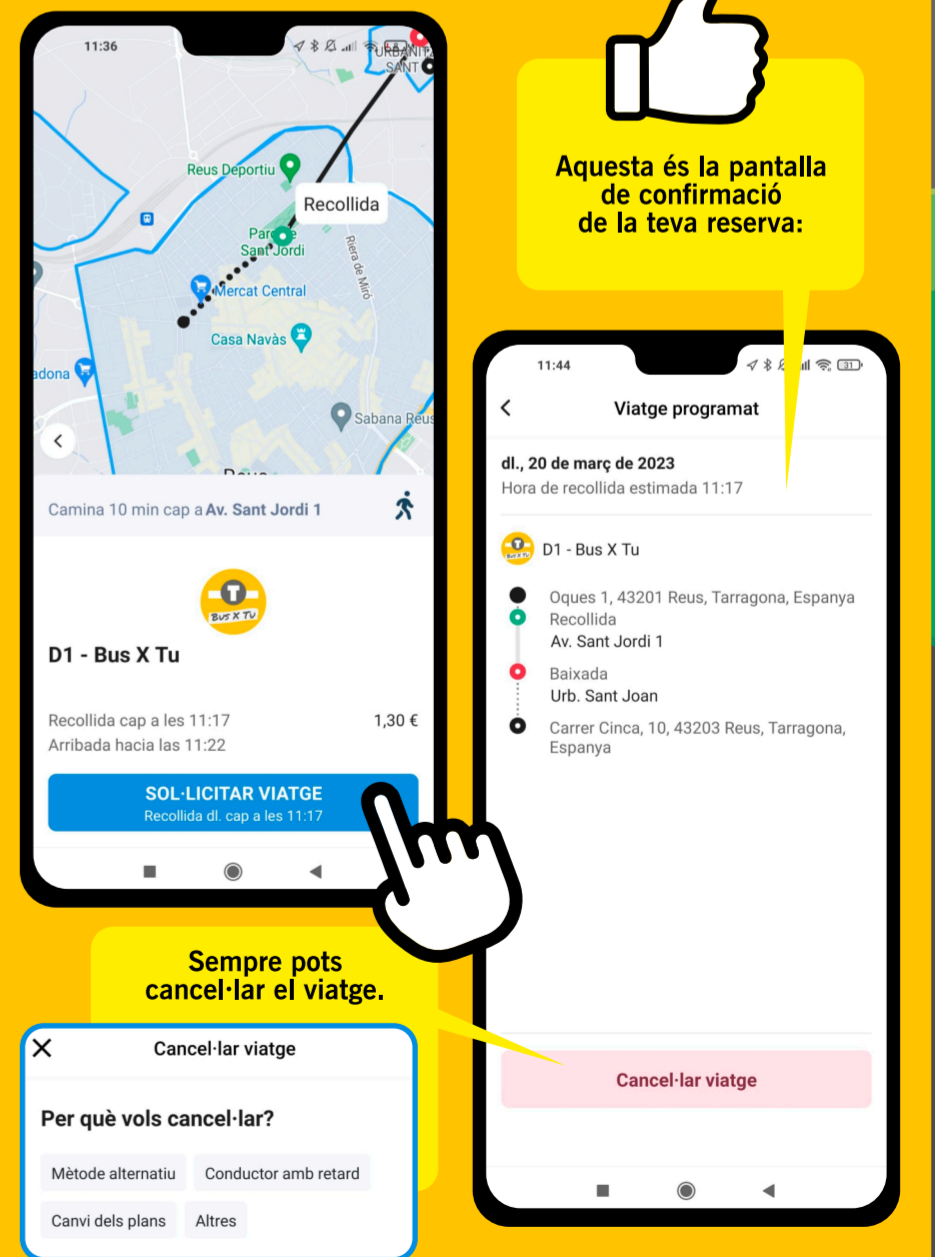 11:36
URBANIT
SANT
Reus Deportiu
Recollida
Parque
Sant Jordi
Riera de Miró
Mercat Central
Casa Navàs
adona
Sabana Reus
Camina 10 min cap a Av. Sant Jordi 1
T
BUS X TU
D1 - Bus X Tu
Recollida cap a les 11:17
1,30 €
Arribada hacia las 11:22
SOL·LICITAR VIATGE
Recollida dl. cap a les 11:17
Aquesta és la pantalla
de confirmació
de la teva reserva:
11:44
31
Viatge programat
dl., 20 de març de 2023
Hora de recollida estimada 11:17
BUS X TU
D1 - Bus X Tu
Oques 1, 43201 Reus, Tarragona, Espanya
Recollida
Av. Sant Jordi 1
Baixada
Urb. Sant Joan
Carrer Cinca, 10, 43203 Reus, Tarragona,
Espanya
Cancel·lar viatge
Sempre pots
cancel·lar el viatge.
Cancel·lar viatge
Per què vols cancel·lar?
Mètode alternatiu
Conductor amb retard
Canvi dels plans
Altres